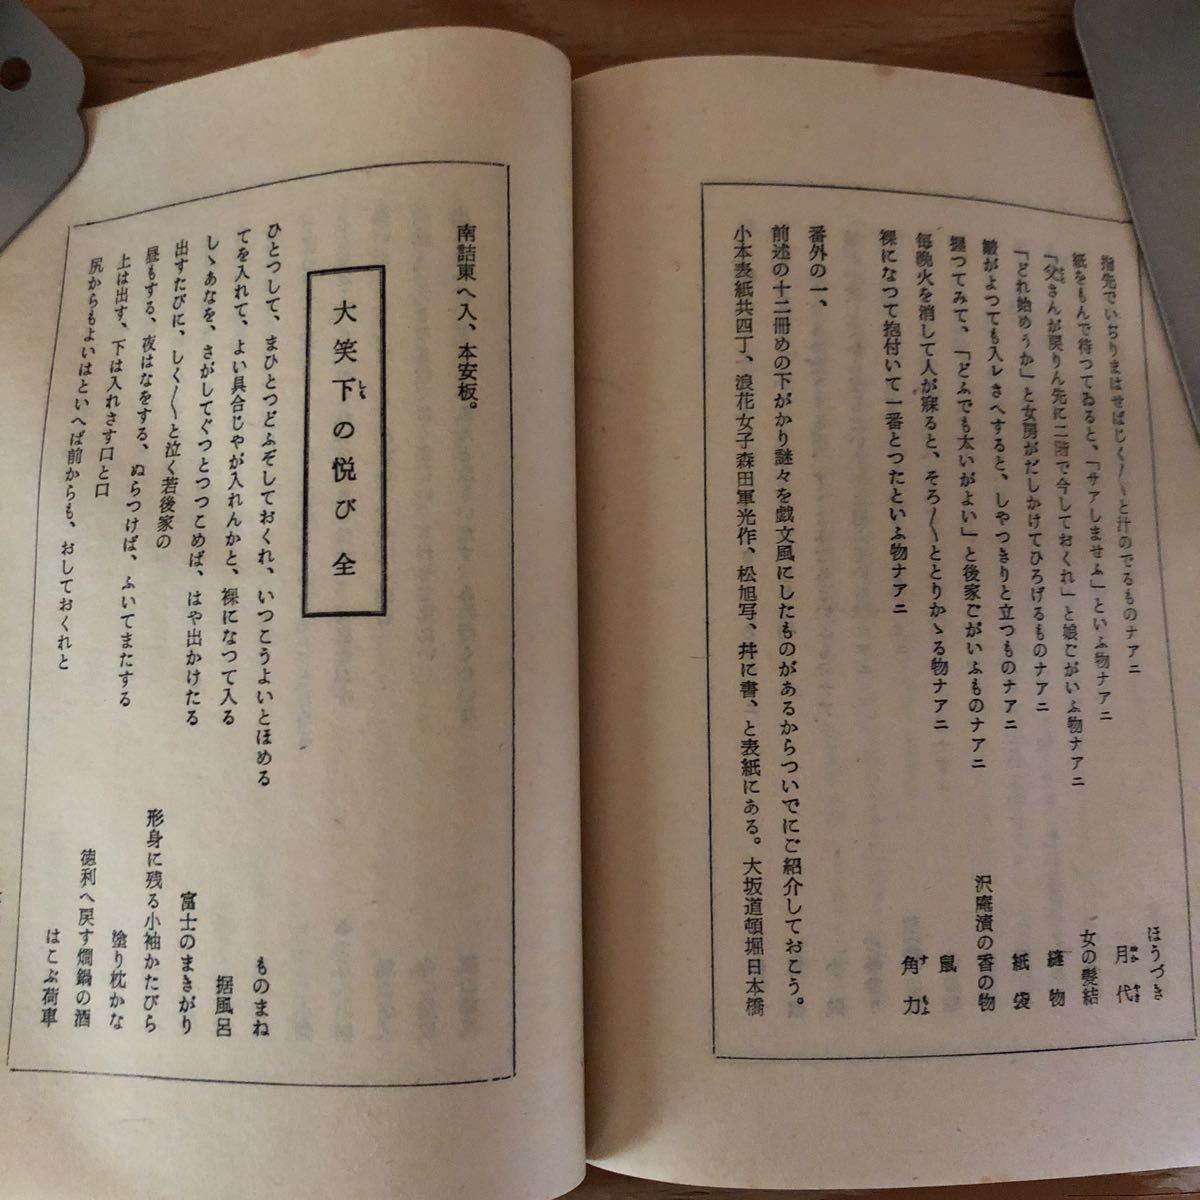 指先でいぢりまはせばじく〳〵と汁のでるものナアニ
ほうづき
紙をもんで待つてゐると、「サアしませふ」といふ物ナアニ
月代
「父さんが戻りん先に二階で今しておくれ」と娘ごがいふ物ナアニ
女の髪結
「どれ始めうか」と女房がだしかけてひろげるものナアニ
縫物
皺がよつても入レさへすると、しやつきりと立つものナアニ
紙袋
握つてみて、「どふでも太いがよい」と後家ごがいふものナアニ
沢庵漬の香の物
毎晩火を消して人が寐ると、そろ〳〵ととりかゝる物ナアニ
鼠
裸になつて抱付いて一番とつたといふ物ナアニ
角力
番外の一、
前述の十二冊めの下がかり謎々を戯文風にしたものがあるからついでにご紹介しておこう。
小本表紙共四丁、浪花女子森田軍光作、松旭写、幷に書、と表紙にある。大坂道頓堀日本橋
南詰東へ入、本安板。
大笑下の悦び 全
ひとつして、まひとつどふぞしておくれ、いつこうよいとほめる
ものまね
てを入れて、よい具合じやが入れんかと、裸になつて入る
据風呂
しゝあなを、さがしてぐつとつつこめば、はや出かけたる
富士のまきがり
出すたびに、しく〳〵と泣く若後家の
形身に残る小袖かたびら
昼もする、夜はなをする、ぬらつけば、ふいてまたする
塗り枕かな
上は出す、下は入れさす口と口
徳利へ戻す燗鍋の酒
尻からもよいはといへば前からも、おしておくれと
はこぶ荷車